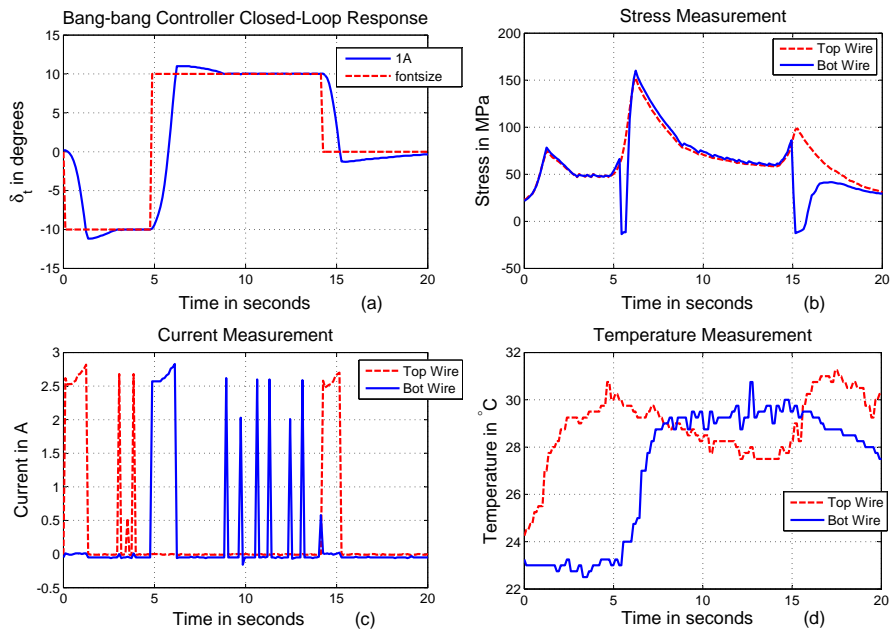 Bang-bang Controller Closed-Loop Response
15
10
5
0
-5
-10
-15
δt in degrees
1A
fontsize
0
5
10
15
20
Time in seconds
(a)
Stress Measurement
200
150
100
50
0
-50
Stress in MPa
Top Wire
Bot Wire
0
5
10
15
20
Time in seconds
(b)
Current Measurement
3
2.5
2
1.5
1
0.5
0
-0.5
Current in A
Top Wire
Bot Wire
0
5
10
15
20
Time in seconds
(c)
Temperature Measurement
32
30
28
26
24
22
Temperature in °C
Top Wire
Bot Wire
0
5
10
15
20
Time in seconds
(d)